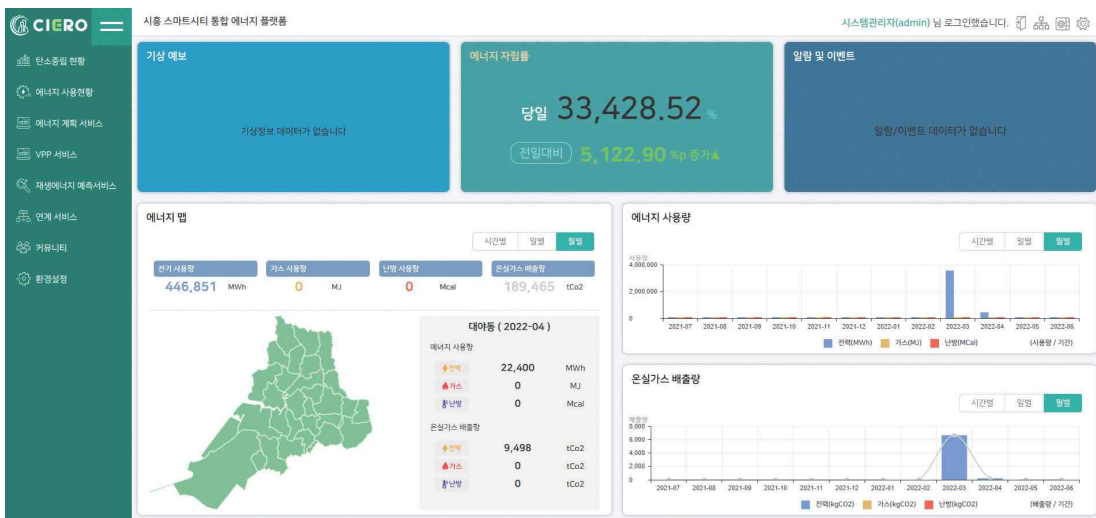 CIERO
시흥 스마트시티 통합 에너지 플랫폼
시스템관리자(admin) 님 로그인했습니다.
탄소중립 현황
에너지 사용현황
에너지 계획 서비스
VPP 서비스
재생에너지 예측서비스
연계 서비스
커뮤니티
환경설정
기상 예보
기상정보 데이터가 없습니다
에너지 자립률
당일 33,428.52 %
전일대비 5,122.90 %p 증가▲
알람 및 이벤트
알람/이벤트 데이터가 없습니다
에너지 맵
시간별 일별 월별
전기 사용량 가스 사용량 난방 사용량 온실가스 배출량
446,851 MWh 0 MJ 0 Mcal 189,465 tCo2
대야동 ( 2022-04 )
에너지 사용량
전력 22,400 MWh
가스 0 MJ
난방 0 Mcal
온실가스 배출량
전력 9,498 tCo2
가스 0 tCo2
난방 0 tCo2
에너지 사용량
시간별 일별 월별
사용량
4,000,000
2,000,000
0
2021-07 2021-08 2021-09 2021-10 2021-11 2021-12 2022-01 2022-02 2022-03 2022-04 2022-05 2022-06
전력(MWh) 가스(MJ) 난방(MCal) (사용량 / 기간)
온실가스 배출량
시간별 일별 월별
배출량
8,000
6,000
4,000
2,000
0
2021-07 2021-08 2021-09 2021-10 2021-11 2021-12 2022-01 2022-02 2022-03 2022-04 2022-05 2022-06
전력(kgCO2) 가스(kgCO2) 난방(kgCO2) (배출량 / 기간)